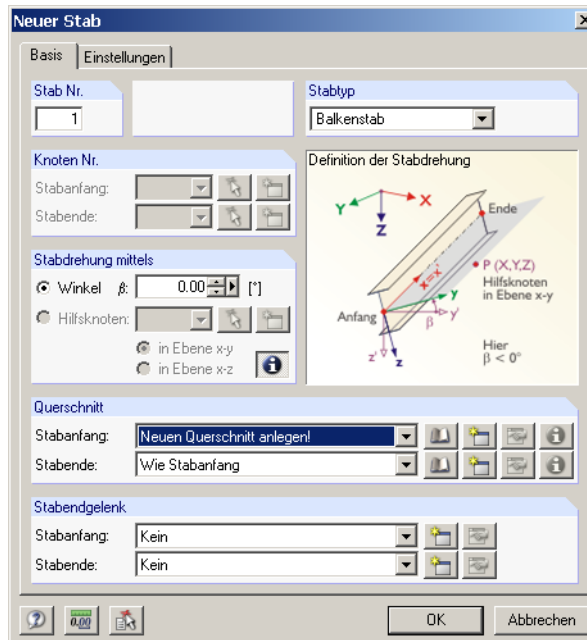 Neuer Stab
Basis
Einstellungen
Stab Nr.
1
Stabtyp
Balkenstab
Knoten Nr.
Stabanfang:
Stabende:
Stabdrehung mittels
Winkel β: 0.00 [°]
Hilfsknoten:
in Ebene x-y
in Ebene x-z
Definition der Stabdrehung
Y
X
Z
Ende
P (X,Y,Z)
Hilfsknoten
in Ebene x-y
x=x'
y
y'
β
Anfang
z'
z
Hier
β < 0°
Querschnitt
Stabanfang: Neuen Querschnitt anlegen!
Stabende: Wie Stabanfang
Stabendgelenk
Stabanfang: Kein
Stabende: Kein
0.00
OK
Abbrechen